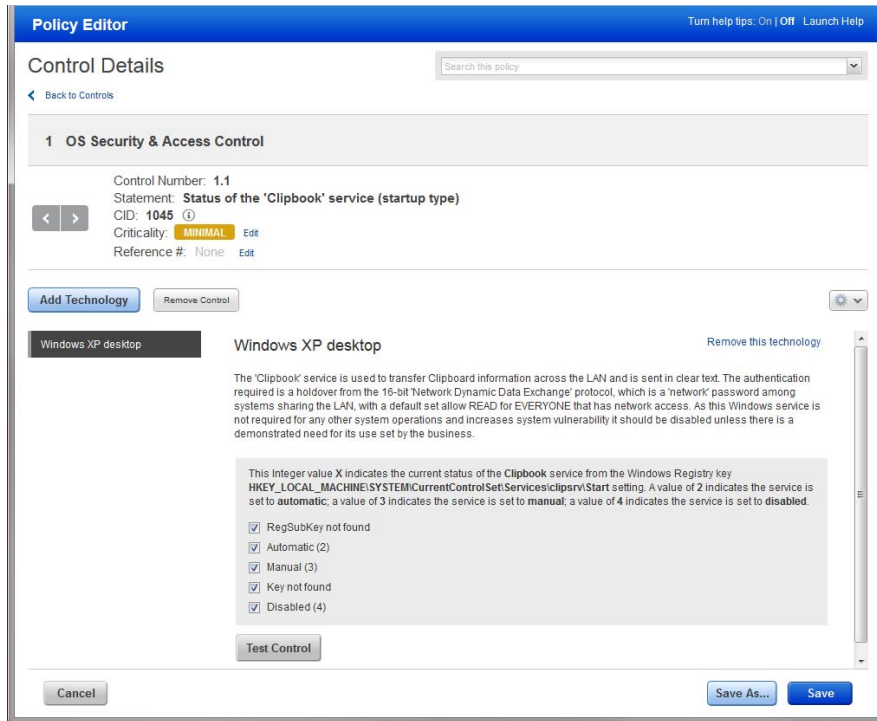 Policy Editor
Turn help tips: On | Off Launch Help
Control Details
Search this policy
Back to Controls
1 OS Security & Access Control
Control Number: 1.1
Statement: Status of the 'Clipbook' service (startup type)
CID: 1045
Criticality: MINIMAL Edit
Reference #: None Edit
Add Technology
Remove Control
Windows XP desktop
Windows XP desktop
Remove this technology
The 'Clipbook' service is used to transfer Clipboard information across the LAN and is sent in clear text. The authentication
required is a holdover from the 16-bit 'Network Dynamic Data Exchange' protocol, which is a 'network' password among
systems sharing the LAN, with a default set allow READ for EVERYONE that has network access. As this Windows service is
not required for any other system operations and increases system vulnerability it should be disabled unless there is a
demonstrated need for its use set by the business.
This Integer value X indicates the current status of the Clipbook service from the Windows Registry key
HKEY_LOCAL_MACHINE\SYSTEM\CurrentControlSet\Services\clipsrv\Start setting. A value of 2 indicates the service is
set to automatic; a value of 3 indicates the service is set to manual; a value of 4 indicates the service is set to disabled.
RegSubKey not found
Automatic (2)
Manual (3)
Key not found
Disabled (4)
Test Control
Cancel
Save As...
Save